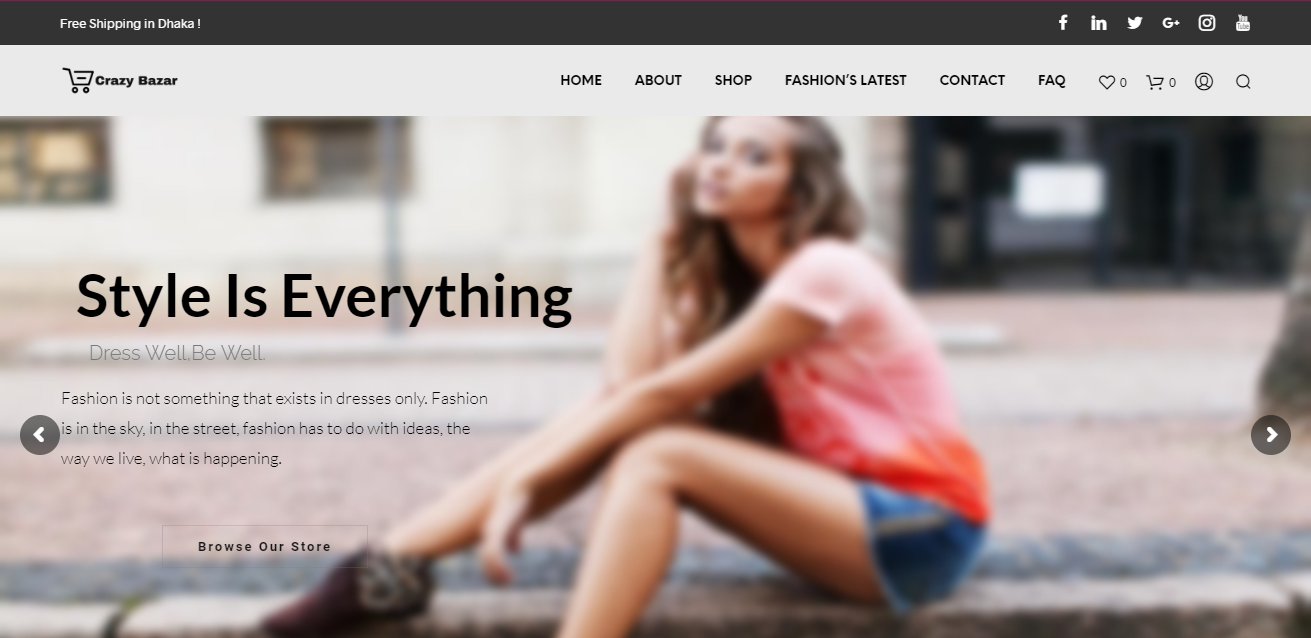 Free Shipping in Dhaka !
Crazy Bazar
HOME ABOUT SHOP FASHION'S LATEST CONTACT FAQ 0 0
Style Is Everything
Dress Well,Be Well.
Fashion is not something that exists in dresses only. Fashion
is in the sky, in the street, fashion has to do with ideas, the
way we live, what is happening.
Browse Our Store